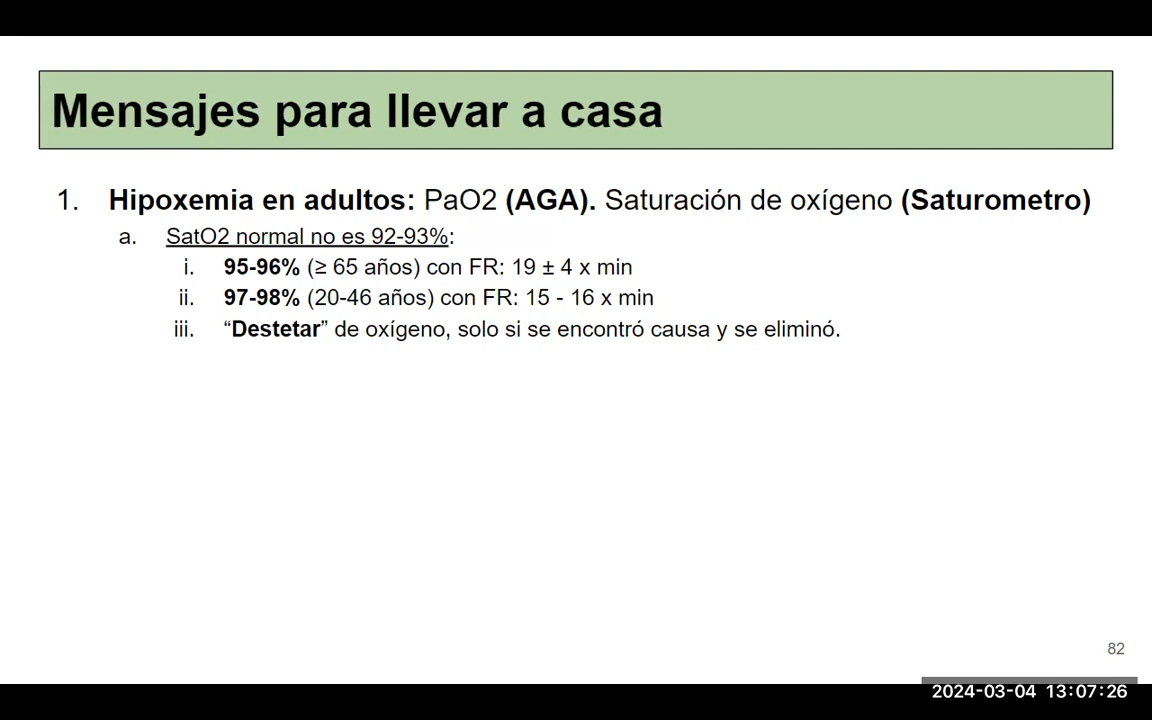 Mensajes para llevar a casa
1. Hipoxemia en adultos: PaO2 (AGA). Saturación de oxígeno (Saturometro)
a. SatO2 normal no es 92-93%:
i. 95-96% (≥ 65 años) con FR: 19 ± 4 x min
ii. 97-98% (20-46 años) con FR: 15 - 16 x min
iii. “Destetar” de oxígeno, solo si se encontró causa y se eliminó.
82
2024-03-04 13:07:26